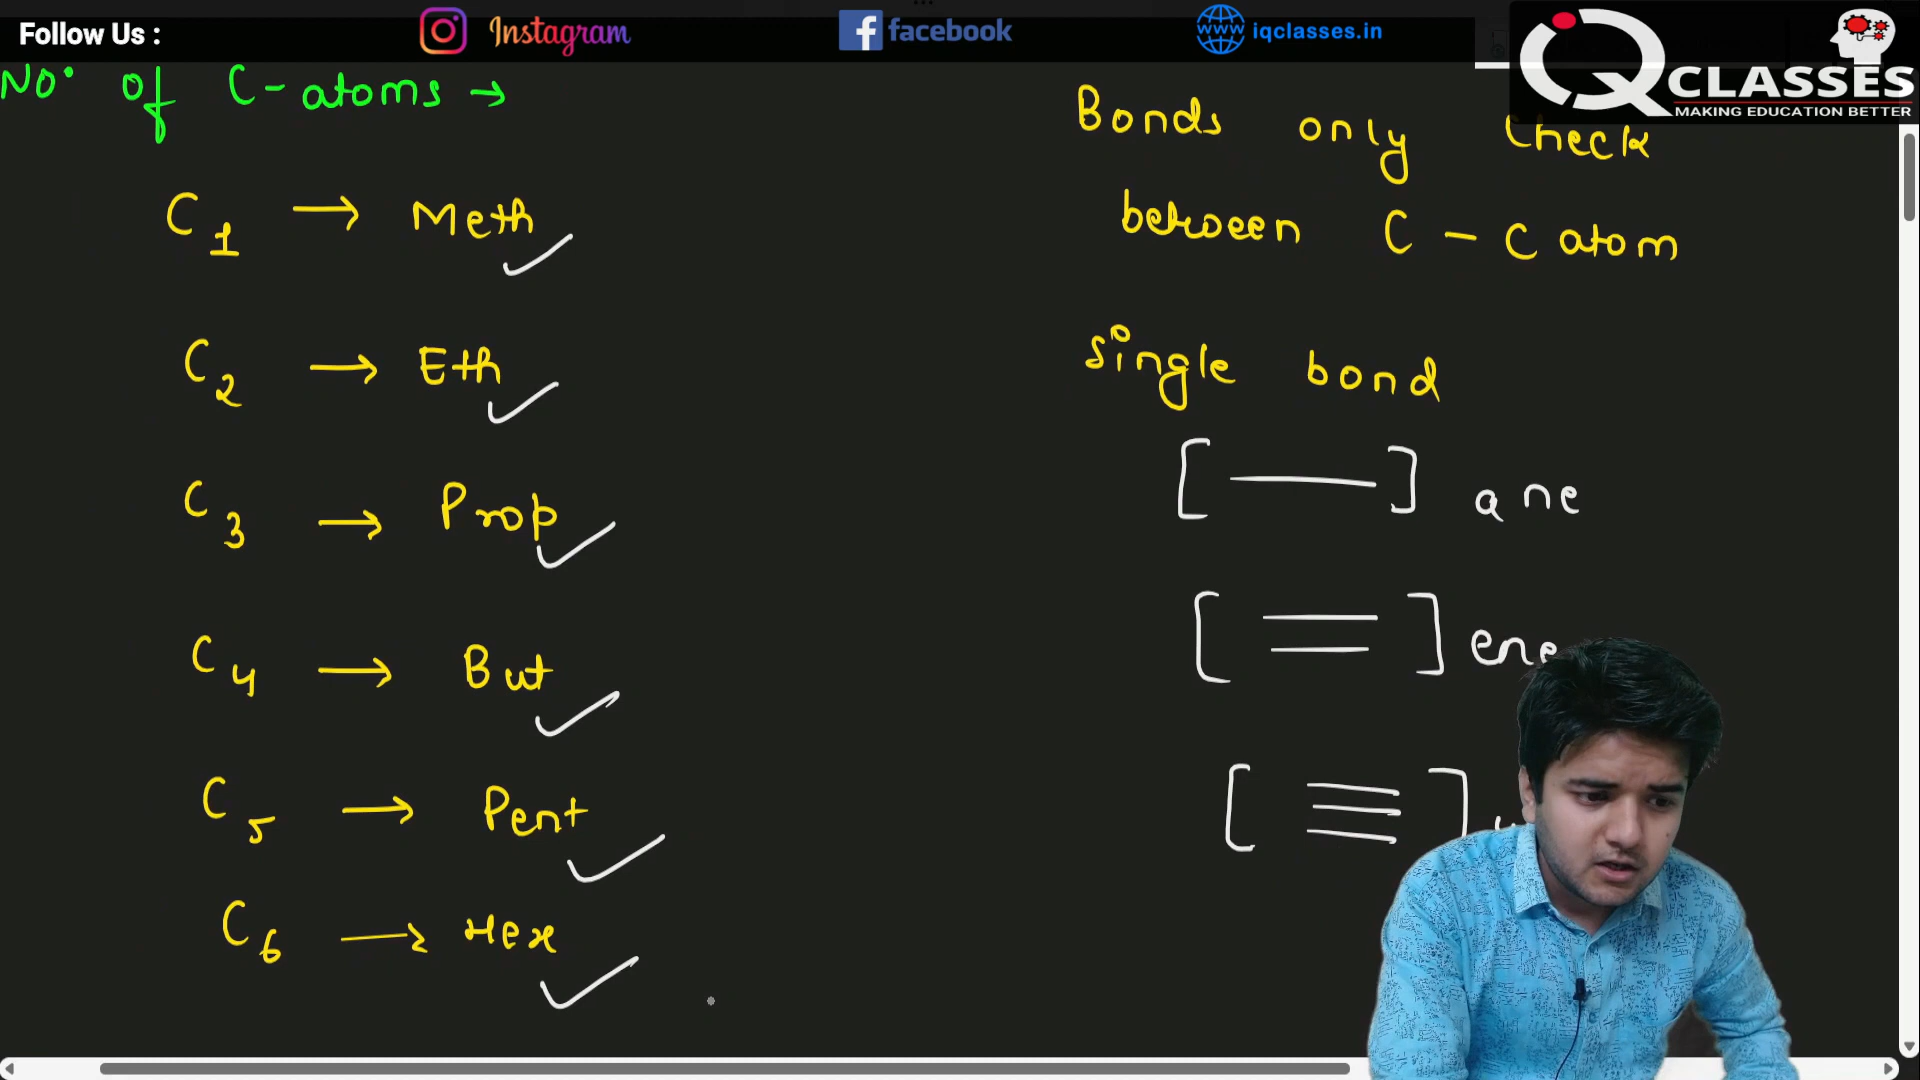 Follow Us :
Instagram
facebook
iqclasses.in
iQ CLASSES
MAKING EDUCATION BETTER
No. of C-atoms →
C1 → Meth
C2 → Eth
C3 → Prop
C4 → But
C5 → Pent
C6 → Hex
Bonds only check
between C - C atom
single bond
[ — ] ane
[ = ] ene
[ ≡ ]